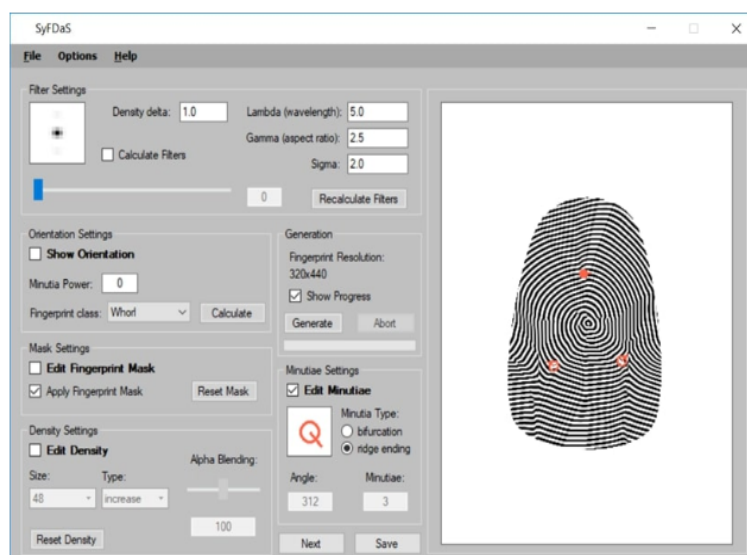 SyFDaS
File Options Help
Filter Settings
Density delta: 1.0
Lambda (wavelength): 5.0
Gamma (aspect ratio): 2.5
Calculate Filters
Sigma: 2.0
0
Recalculate Filters
Orientation Settings
Show Orientation
Minutia Power: 0
Fingerprint class: Whorl
Calculate
Generation
Fingerprint Resolution:
320x440
Show Progress
Generate Abort
Mask Settings
Edit Fingerprint Mask
Apply Fingerprint Mask
Reset Mask
Minutiae Settings
Edit Minutiae
Minutia Type:
bifurcation
ridge ending
Angle: Minutiae:
312 3
Density Settings
Edit Density
Alpha Blending:
Size: Type:
48 increase
100
Reset Density
Next Save